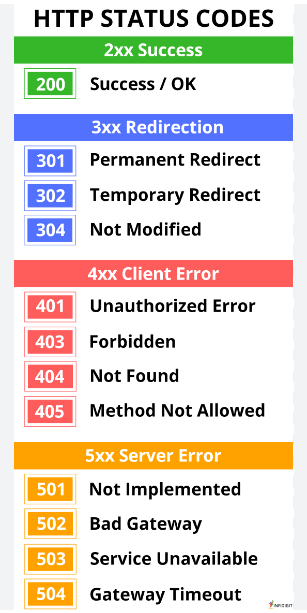 HTTP STATUS CODES
2xx Success
200 Success / OK
3xx Redirection
301 Permanent Redirect
302 Temporary Redirect
304 Not Modified
4xx Client Error
401 Unauthorized Error
403 Forbidden
404 Not Found
405 Method Not Allowed
5xx Server Error
501 Not Implemented
502 Bad Gateway
503 Service Unavailable
504 Gateway Timeout